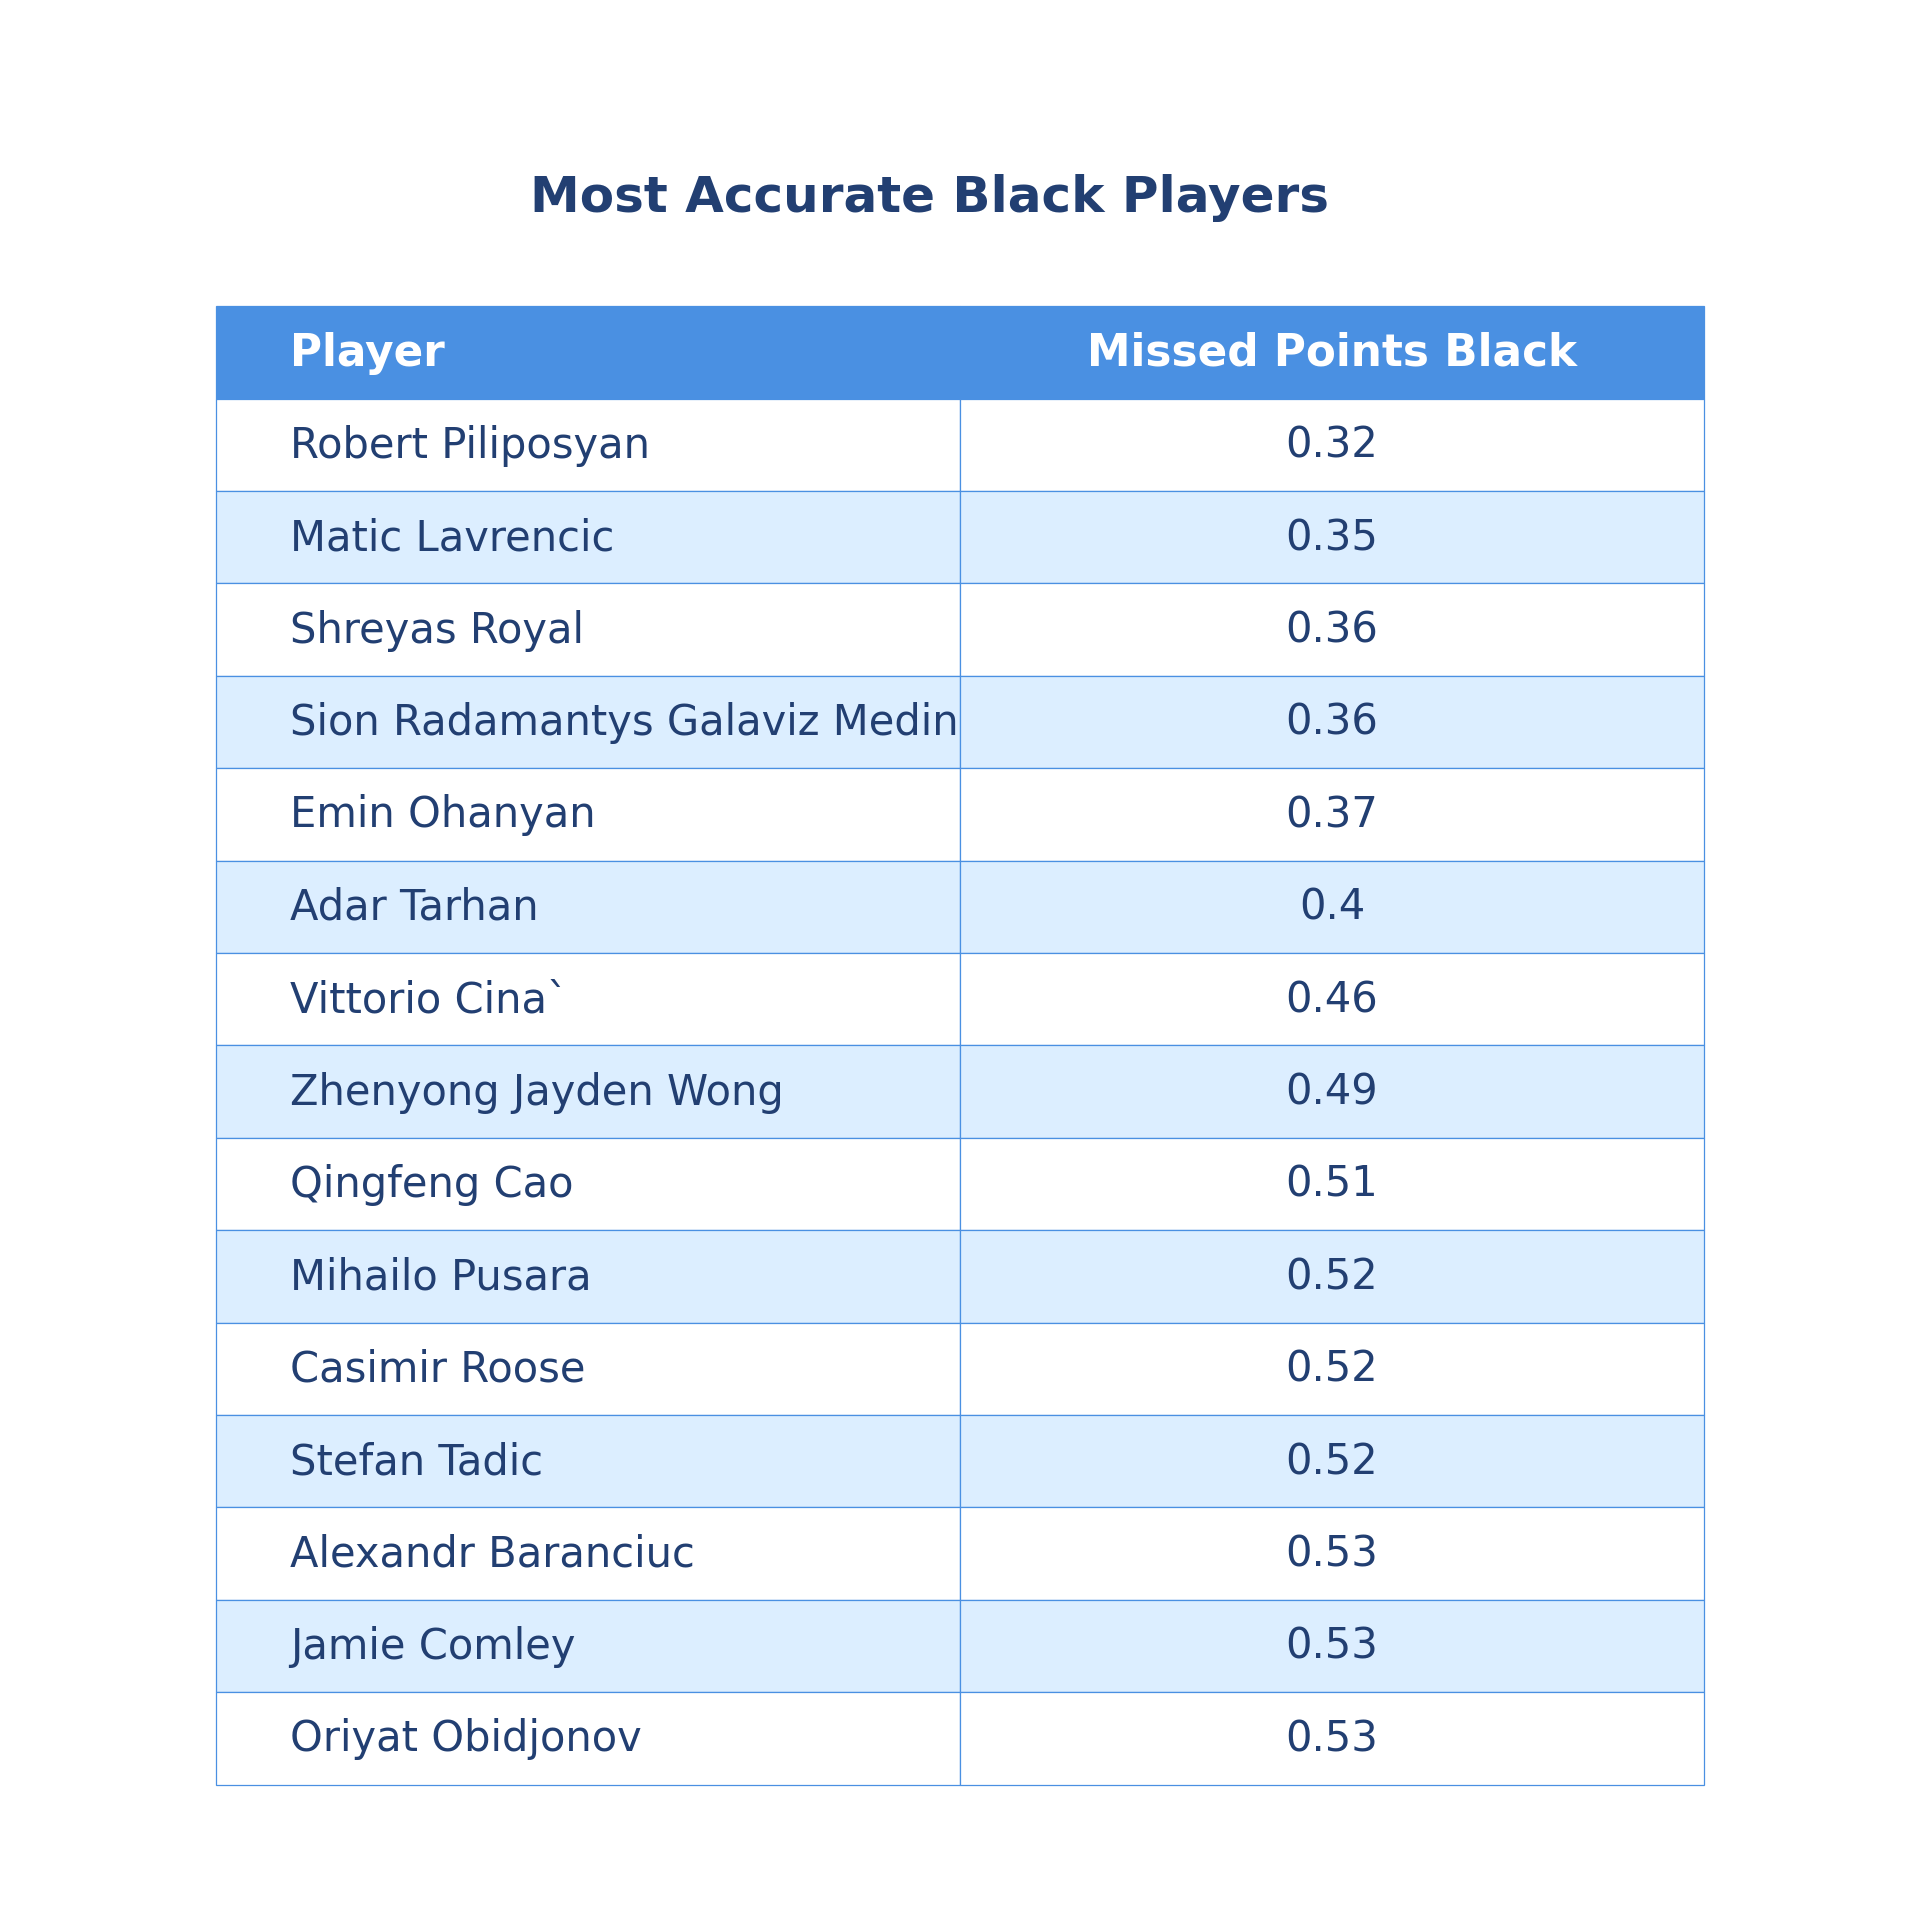 Most Accurate Black Players
Player Missed Points Black
Robert Piliposyan 0.32
Matic Lavrencic 0.35
Shreyas Royal 0.36
Sion Radamantys Galaviz Medin 0.36
Emin Ohanyan 0.37
Adar Tarhan 0.4
Vittorio Cina` 0.46
Zhenyong Jayden Wong 0.49
Qingfeng Cao 0.51
Mihailo Pusara 0.52
Casimir Roose 0.52
Stefan Tadic 0.52
Alexandr Baranciuc 0.53
Jamie Comley 0.53
Oriyat Obidjonov 0.53